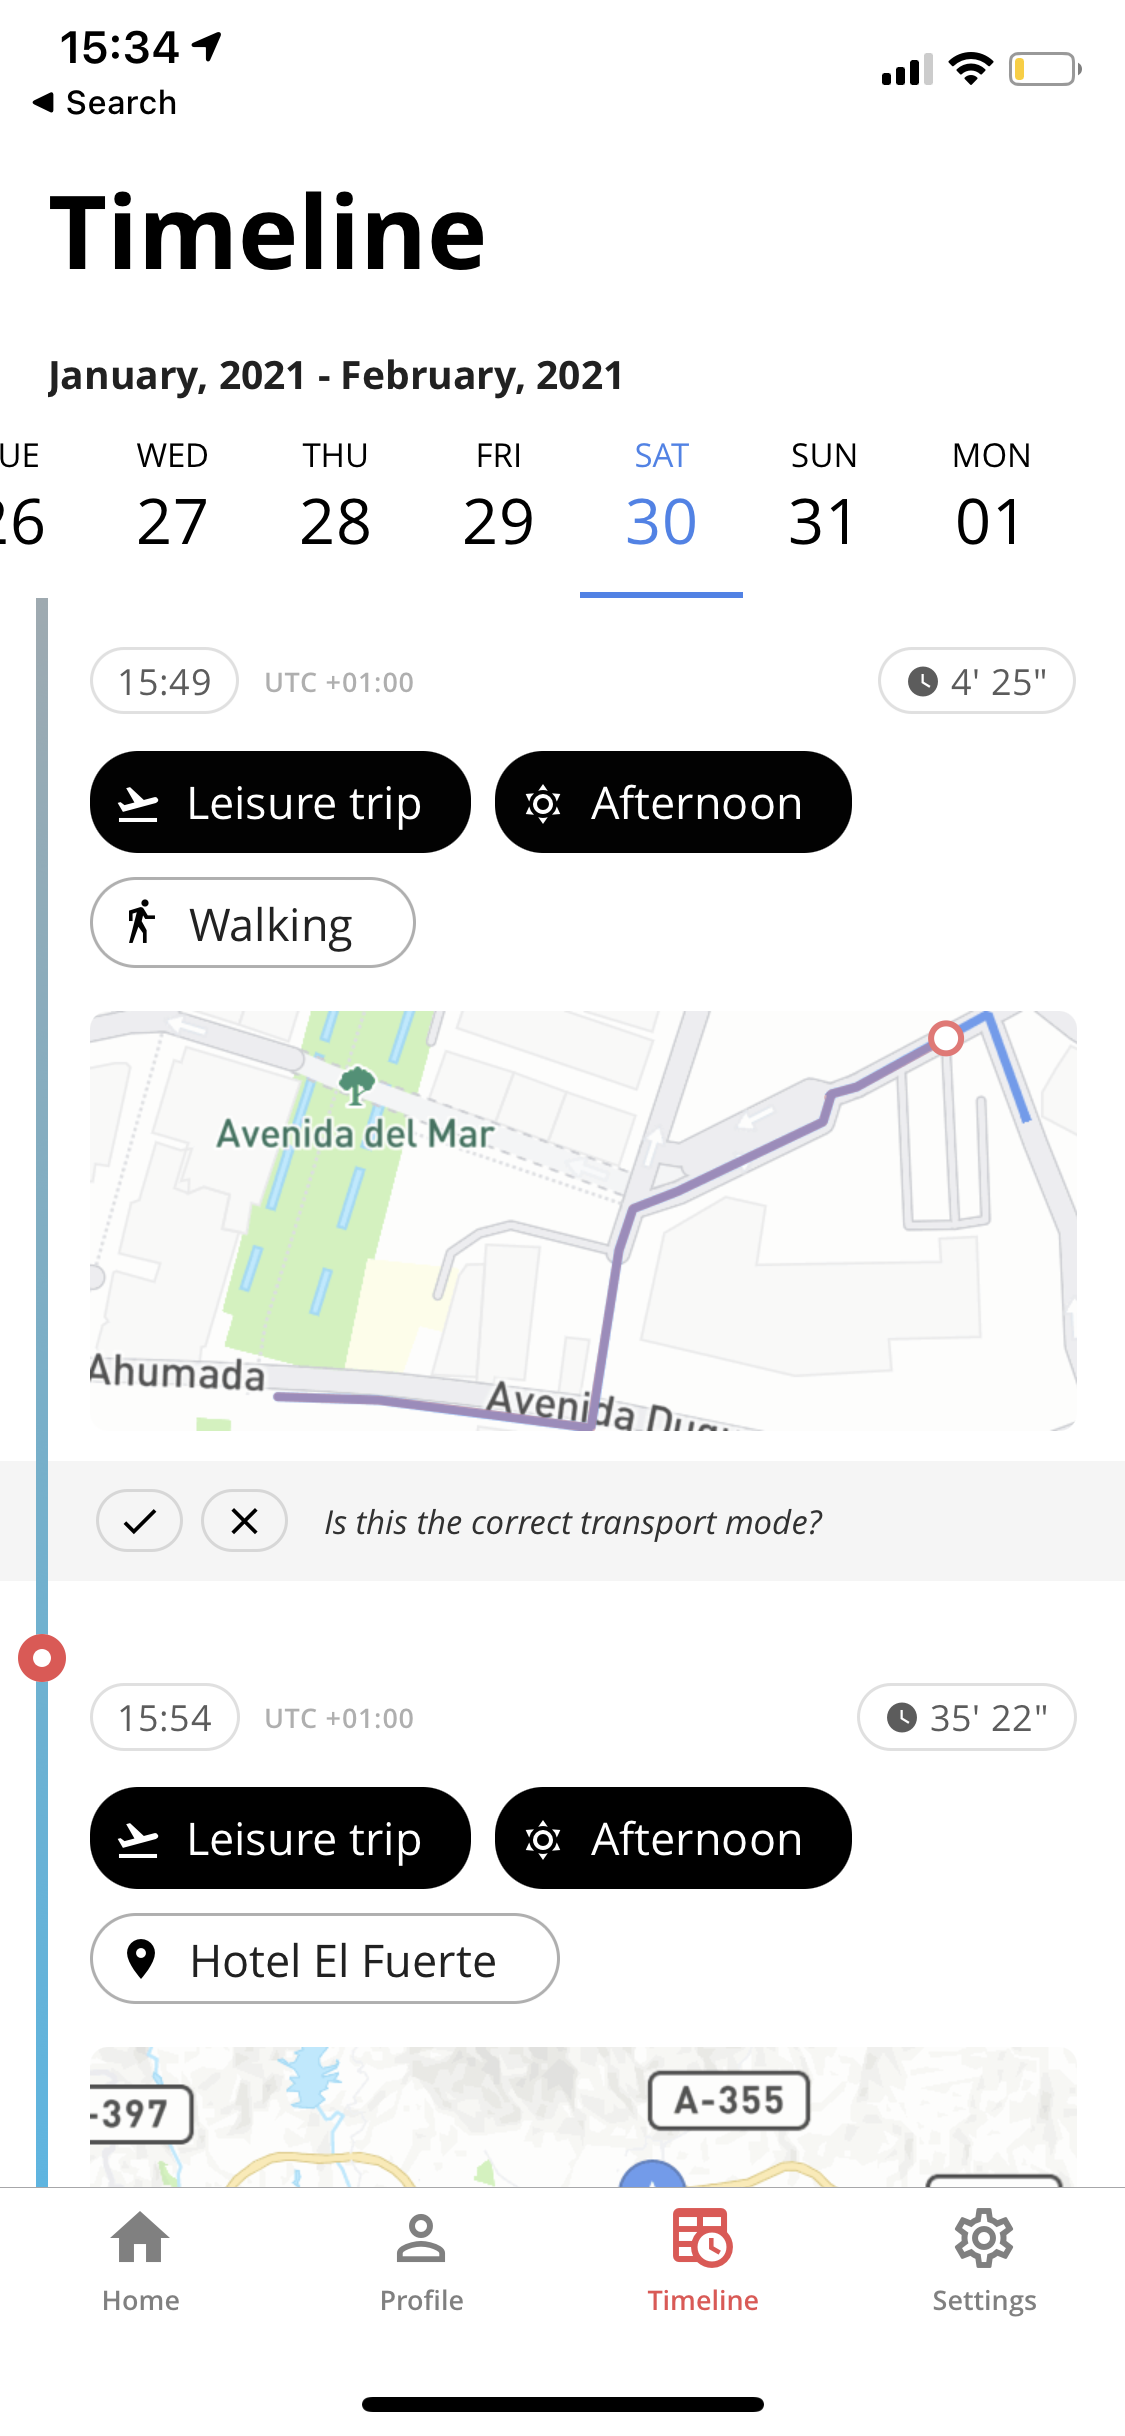 15:34
Search
Timeline
January, 2021 - February, 2021
UE WED THU FRI SAT SUN MON
26 27 28 29 30 31 01
15:49 UTC +01:00 4' 25"
Leisure trip Afternoon
Walking
Avenida del Mar
Ahumada
Avenida Duq
Is this the correct transport mode?
15:54 UTC +01:00 35' 22"
Leisure trip Afternoon
Hotel El Fuerte
-397 A-355
Home Profile Timeline Settings